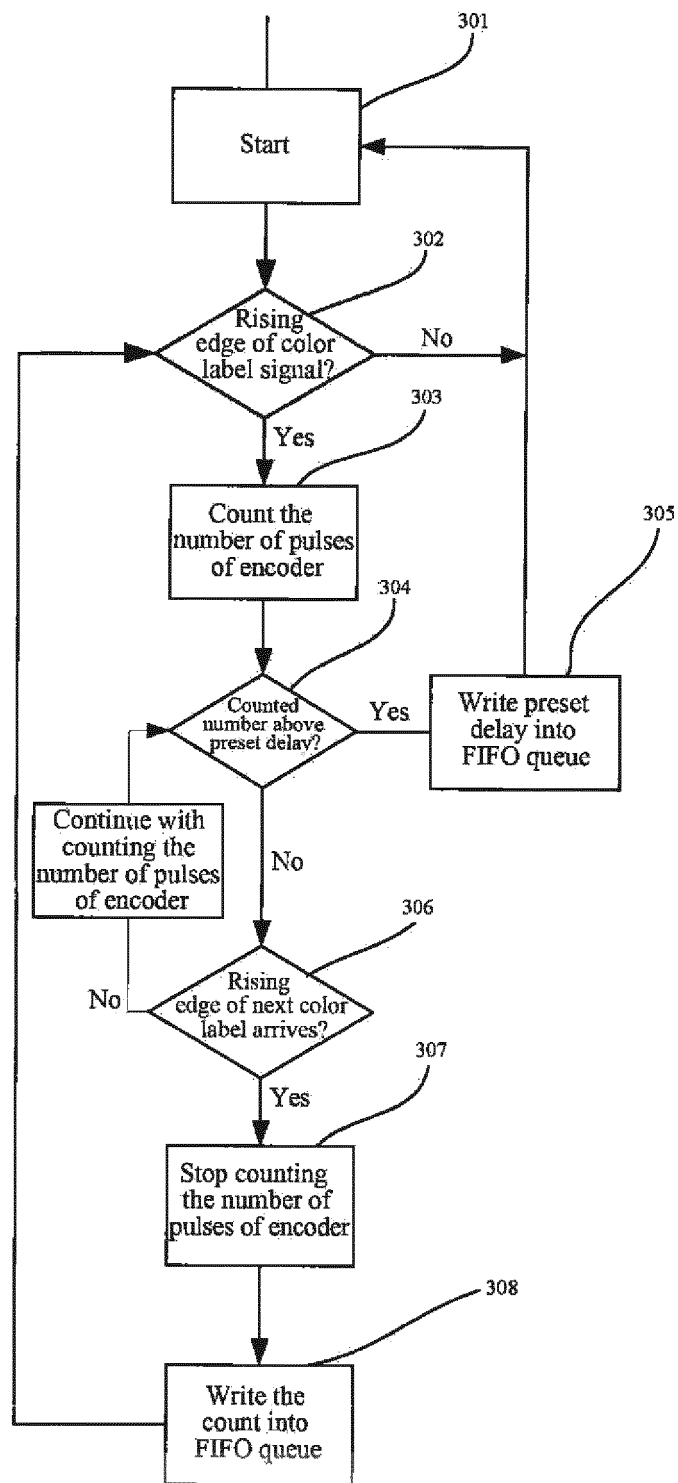 301
Start
302
Rising
edge of color
label signal?
No
303
Yes
Count the
number of pulses
of encoder
305
304
Counted
number above
preset delay?
Yes
Write preset
delay into
FIFO queue
Continue with
counting the
number of pulses
of encoder
No
306
Rising
edge of next color
label arrives?
No
307
Yes
Stop counting
the number of
pulses of encoder
308
Write the
count into
FIFO queue